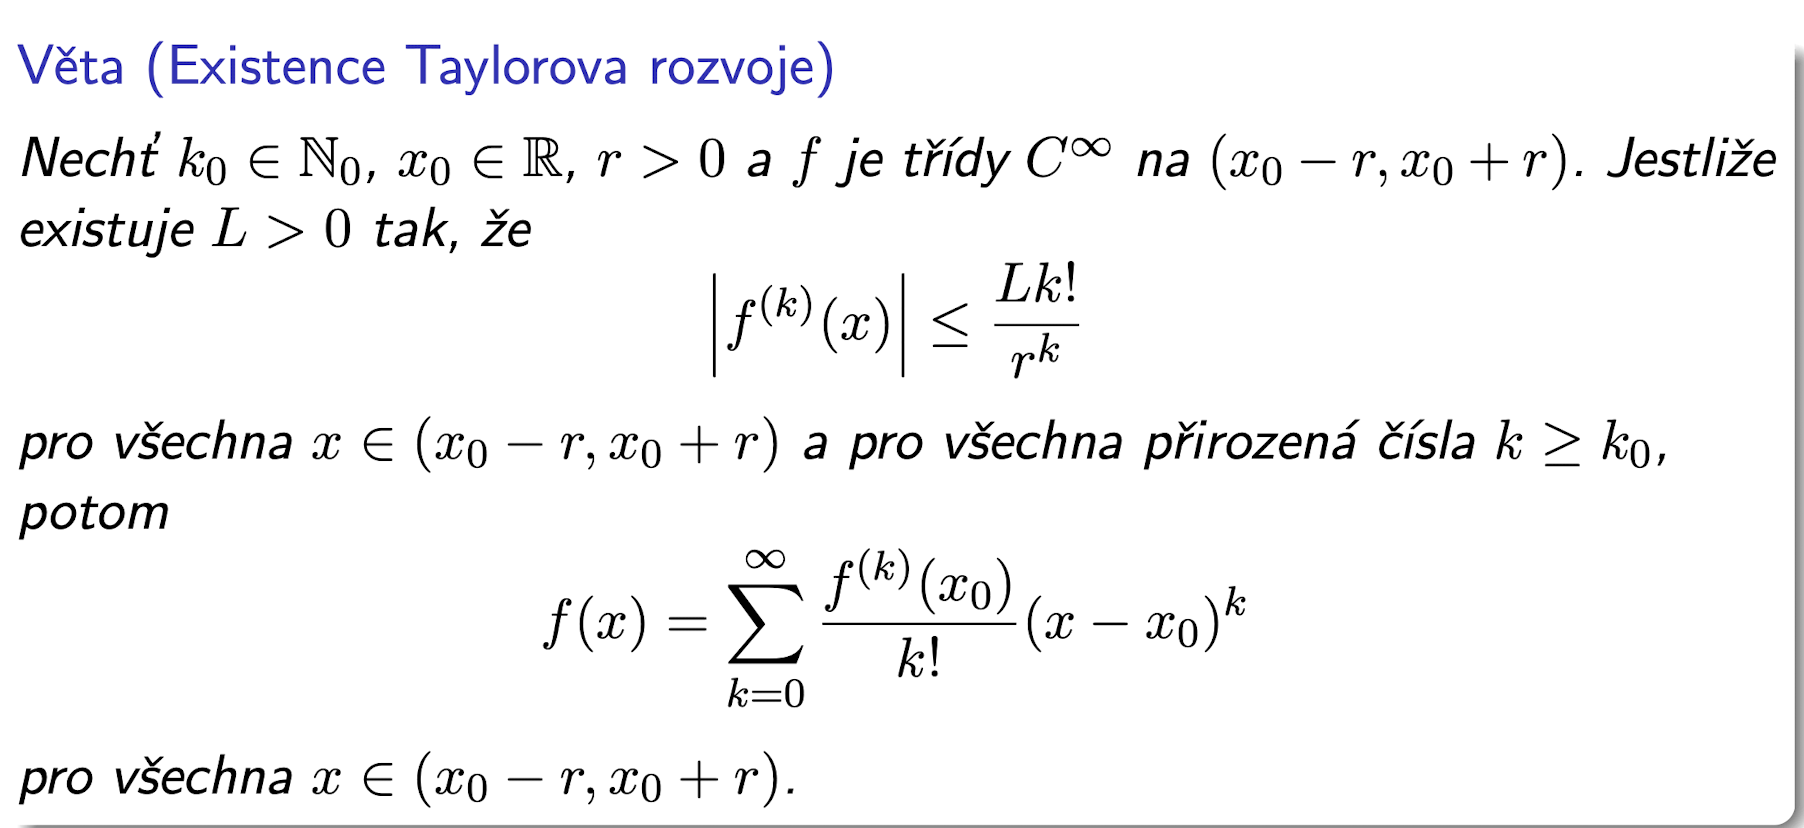 Věta (Existence Taylorova rozvoje)
Nechť $k_0 \in \mathbb{N}_0$, $x_0 \in \mathbb{R}$, $r > 0$ a $f$ je třídy $C^\infty$ na $(x_0 - r, x_0 + r)$. Jestliže
existuje $L > 0$ tak, že
$\left| f^{(k)}(x) \right| \leq \frac{Lk!}{r^k}$
pro všechna $x \in (x_0 - r, x_0 + r)$ a pro všechna přirozená čísla $k \geq k_0$,
potom
$f(x) = \sum_{k=0}^{\infty} \frac{f^{(k)}(x_0)}{k!}(x - x_0)^k$
pro všechna $x \in (x_0 - r, x_0 + r)$.